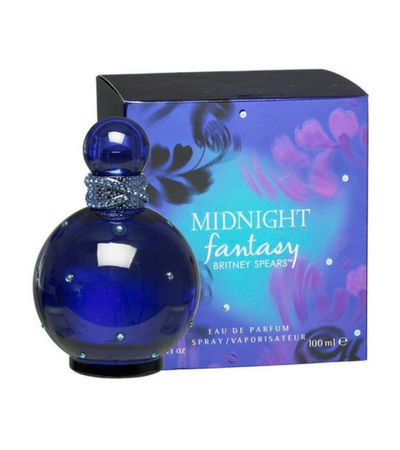 MIDNIGHT
fantasy
BRITNEY SPEARS™
EAU DE PARFUM
SPRAY/VAPORISATEUR 100 ml ℮